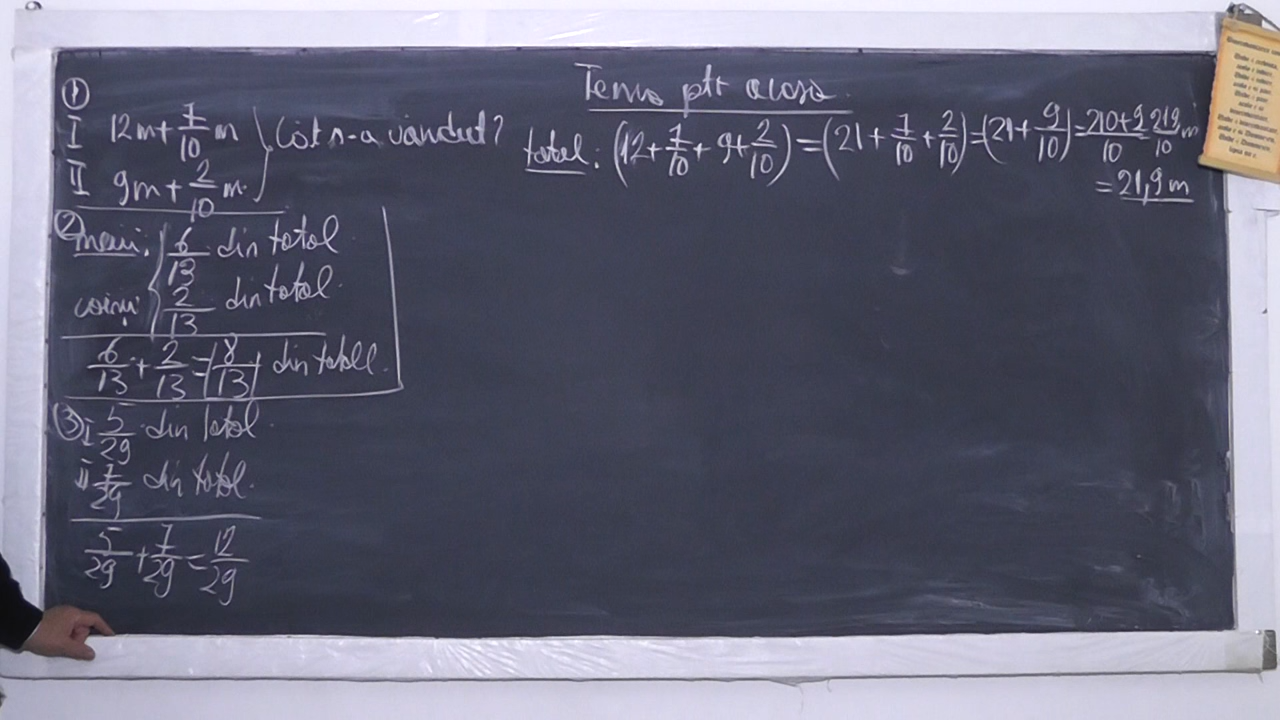 Tema ptr acasa
①
I 12m + 7/10 m
II 9m + 2/10 m.
Cât s-a vândut?
total: (12 + 7/10 + 9 + 2/10) = (21 + 7/10 + 2/10) = (21 + 9/10) = 210+9/10 = 219/10 m
= 21,9 m
②
meri: 6/13 din total
caiși: 2/13 din total.
6/13 + 2/13 = 8/13 din total.
③
I 5/29 din total
II 7/29 din total.
5/29 + 7/29 = 12/29